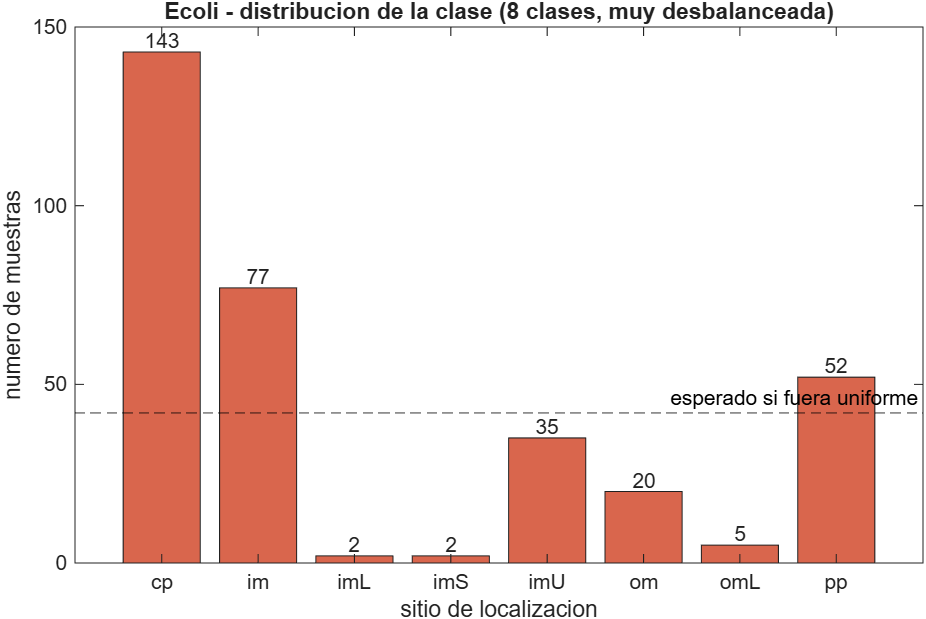 Ecoli - distribucion de la clase (8 clases, muy desbalanceada)
150
143
numero de muestras
100
77
50
52
esperado si fuera uniforme
35
20
5
2
2
0
cp im imL imS imU om omL pp
sitio de localizacion